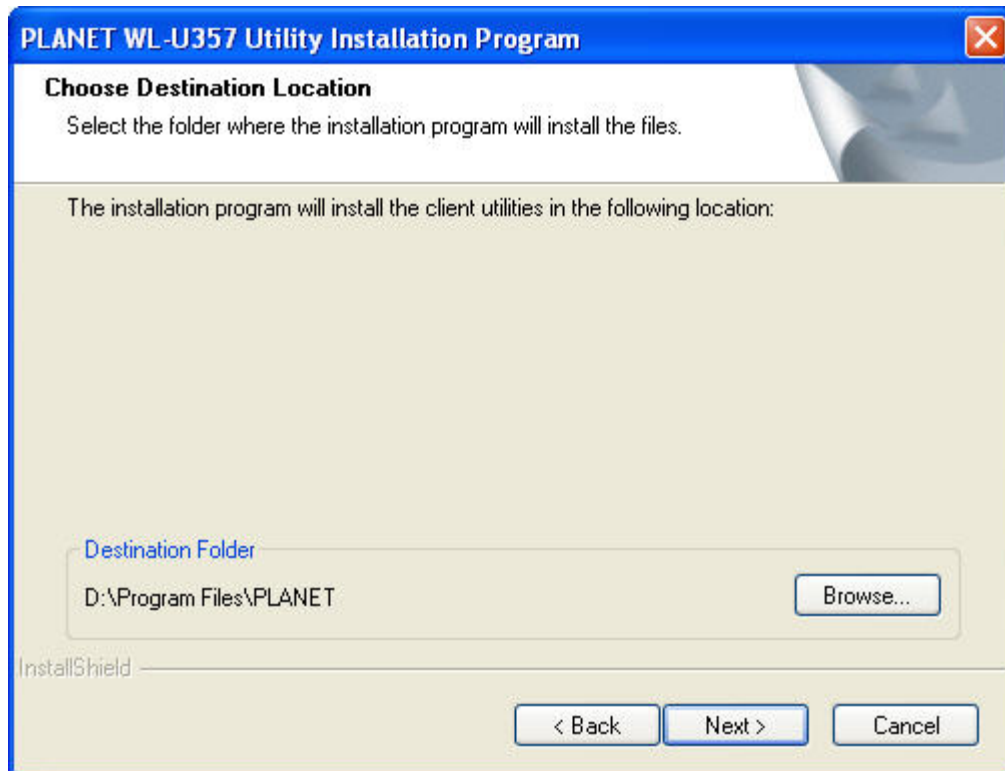 PLANET WL-U357 Utility Installation Program
Choose Destination Location
Select the folder where the installation program will install the files.
The installation program will install the client utilities in the following location:
Destination Folder
D:\Program Files\PLANET
Browse...
InstallShield
< Back
Next >
Cancel